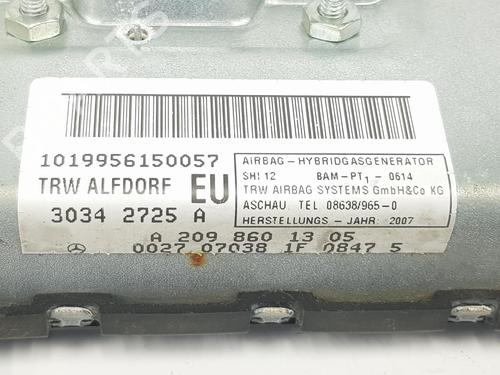 1019956150057
TRW ALFDORF EU
30342 2725 A
A 209 860 13 05
0027 07038 1F 0847 5
AIRBAG - HYBRIDGASGENERATOR
SHI 12 BAM-PT1-0614
TRW AIRBAG SYSTEMS GmbH&Co KG
ASCHAU. TEL 08638/965-0
HERSTELLUNGS - JAHR: 2007